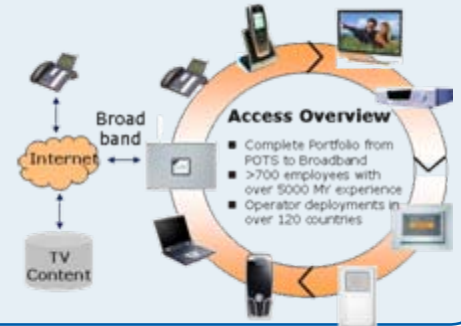 Access Overview
Broad
band
Internet
TV
Content
■ Complete Portfolio from
POTS to Broadband
■ >700 employees with
over 5000 MY experience
■ Operator deployments in
over 120 countries